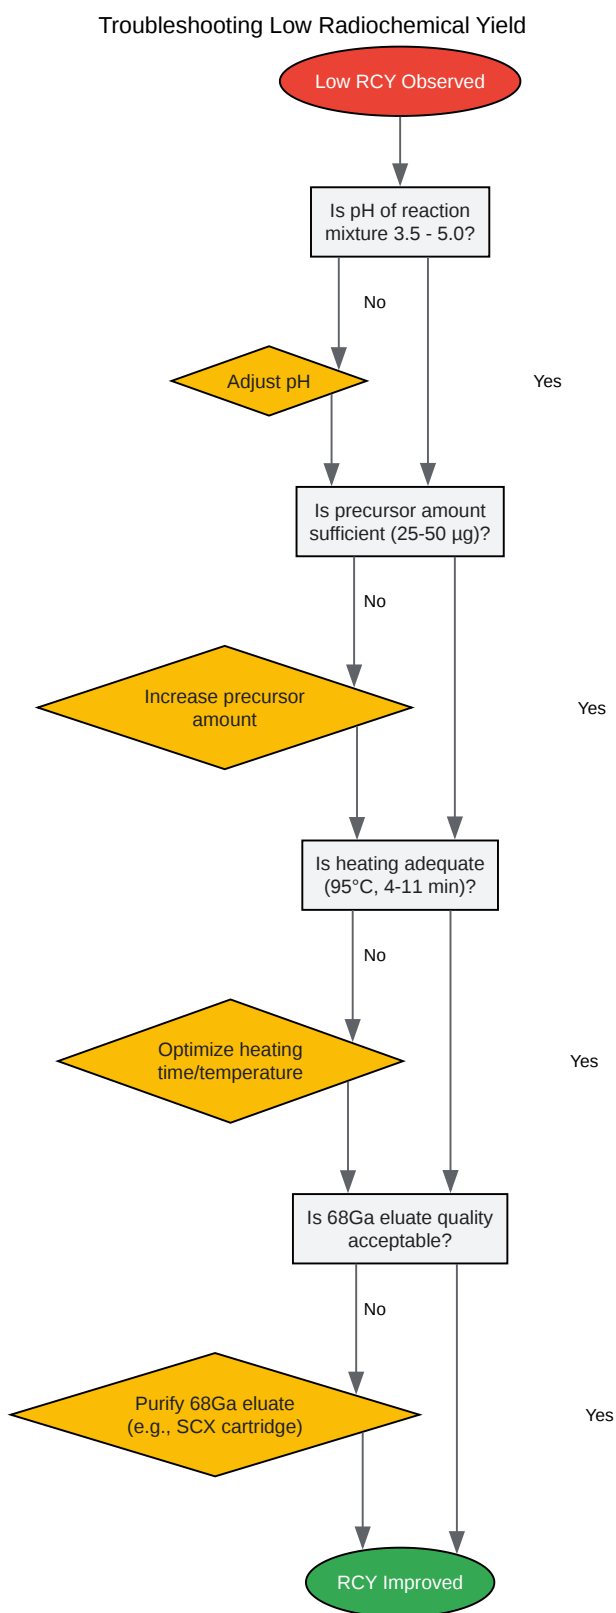 Troubleshooting Low Radiochemical Yield
Low RCY Observed
Is pH of reaction
mixture 3.5 - 5.0?
No
Adjust pH
Yes
Is precursor amount
sufficient (25-50 µg)?
No
Increase precursor
amount
Yes
Is heating adequate
(95°C, 4-11 min)?
No
Optimize heating
time/temperature
Yes
Is 68Ga eluate quality
acceptable?
No
Purify 68Ga eluate
(e.g., SCX cartridge)
Yes
RCY Improved